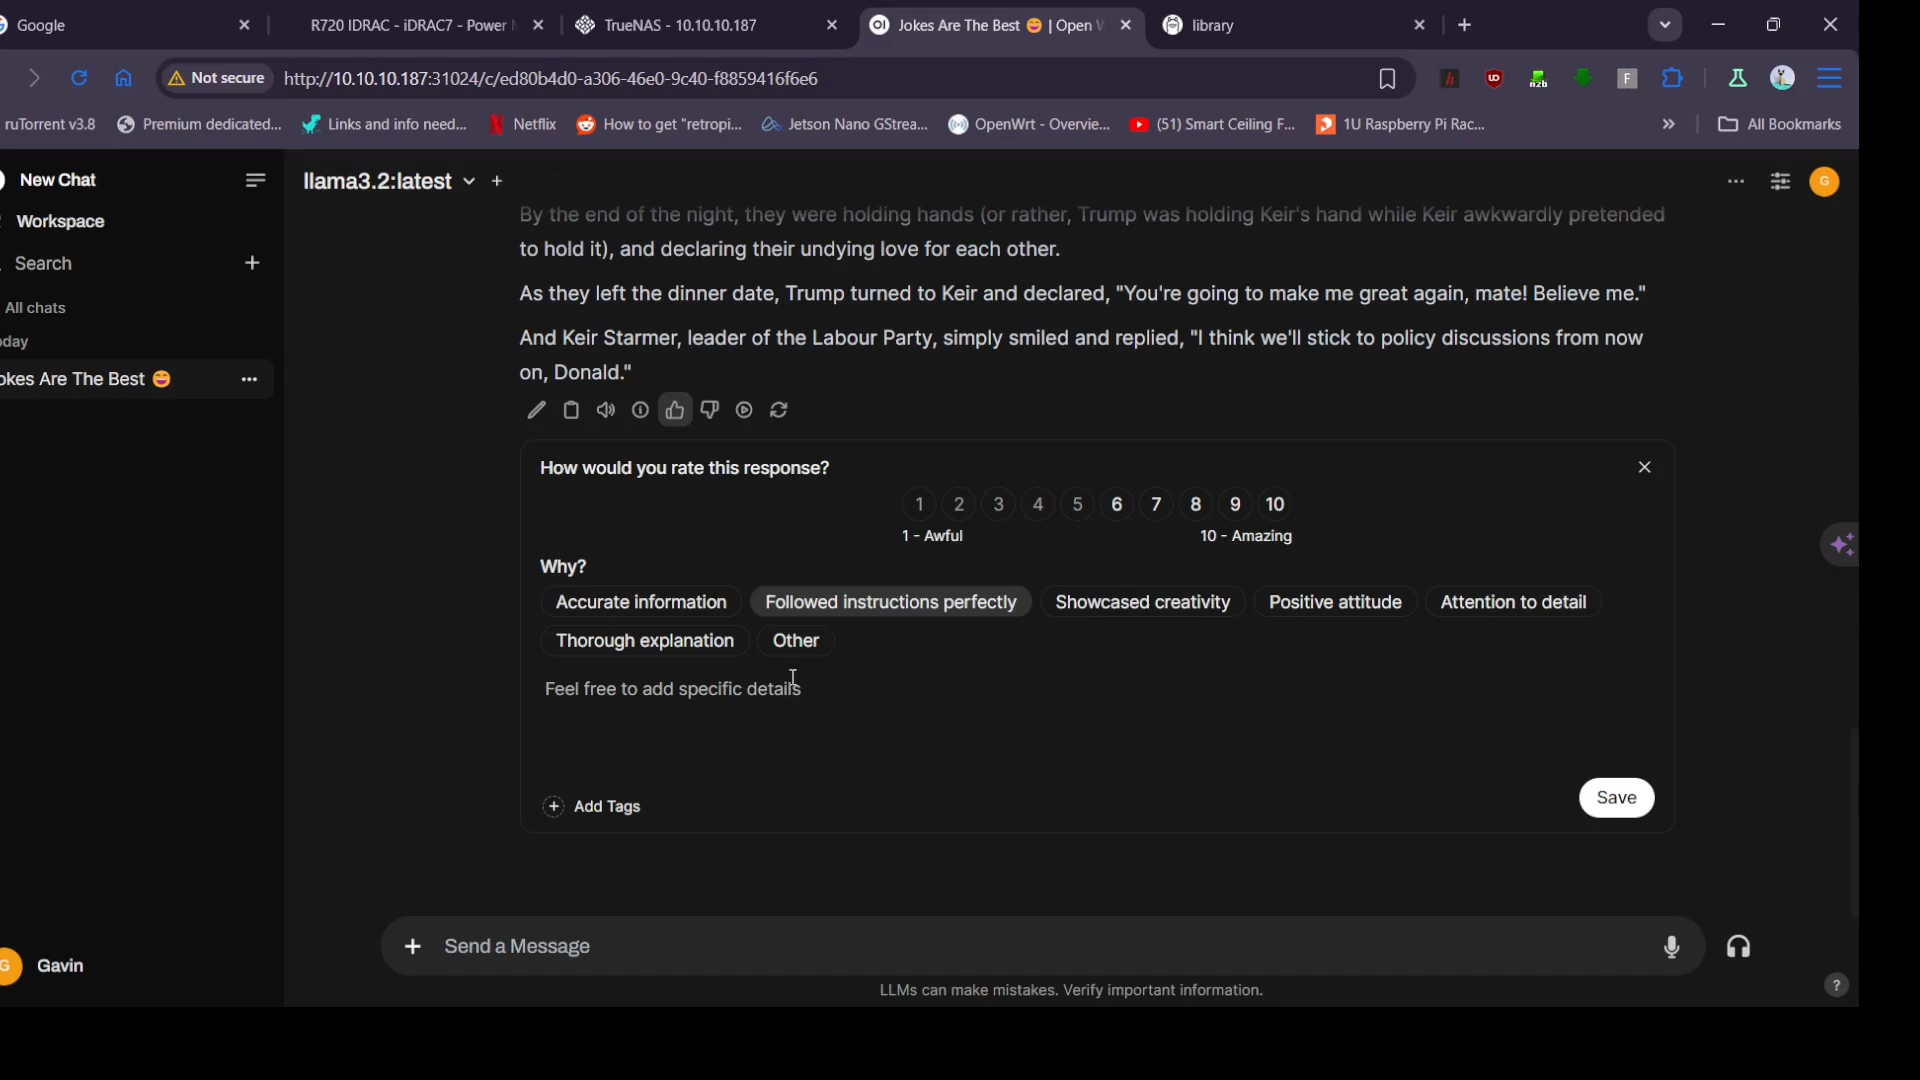 Google
R720 IDRAC - iDRAC7 - Power
TrueNAS - 10.10.10.187
OI Jokes Are The Best 😄 | Open
library
Not secure http://10.10.10.187:31024/c/ed80b4d0-a306-46e0-9c40-f8859416f6e6
h UD nzb F
ruTorrent v3.8 Premium dedicated... Links and info need... Netflix How to get "retropi... Jetson Nano GStrea... OpenWrt - Overvie... (51) Smart Ceiling F... 1U Raspberry Pi Rac... » All Bookmarks
New Chat
Workspace
Search
All chats
oday
okes Are The Best 😄 ...
G Gavin
llama3.2:latest
G
By the end of the night, they were holding hands (or rather, Trump was holding Keir's hand while Keir awkwardly pretended
to hold it), and declaring their undying love for each other.
As they left the dinner date, Trump turned to Keir and declared, "You're going to make me great again, mate! Believe me."
And Keir Starmer, leader of the Labour Party, simply smiled and replied, "I think we'll stick to policy discussions from now
on, Donald."
How would you rate this response?
1 2 3 4 5 6 7 8 9 10
1 - Awful 10 - Amazing
Why?
Accurate information Followed instructions perfectly Showcased creativity Positive attitude Attention to detail
Thorough explanation Other
Feel free to add specific details
Add Tags
Save
Send a Message
LLMs can make mistakes. Verify important information.
?